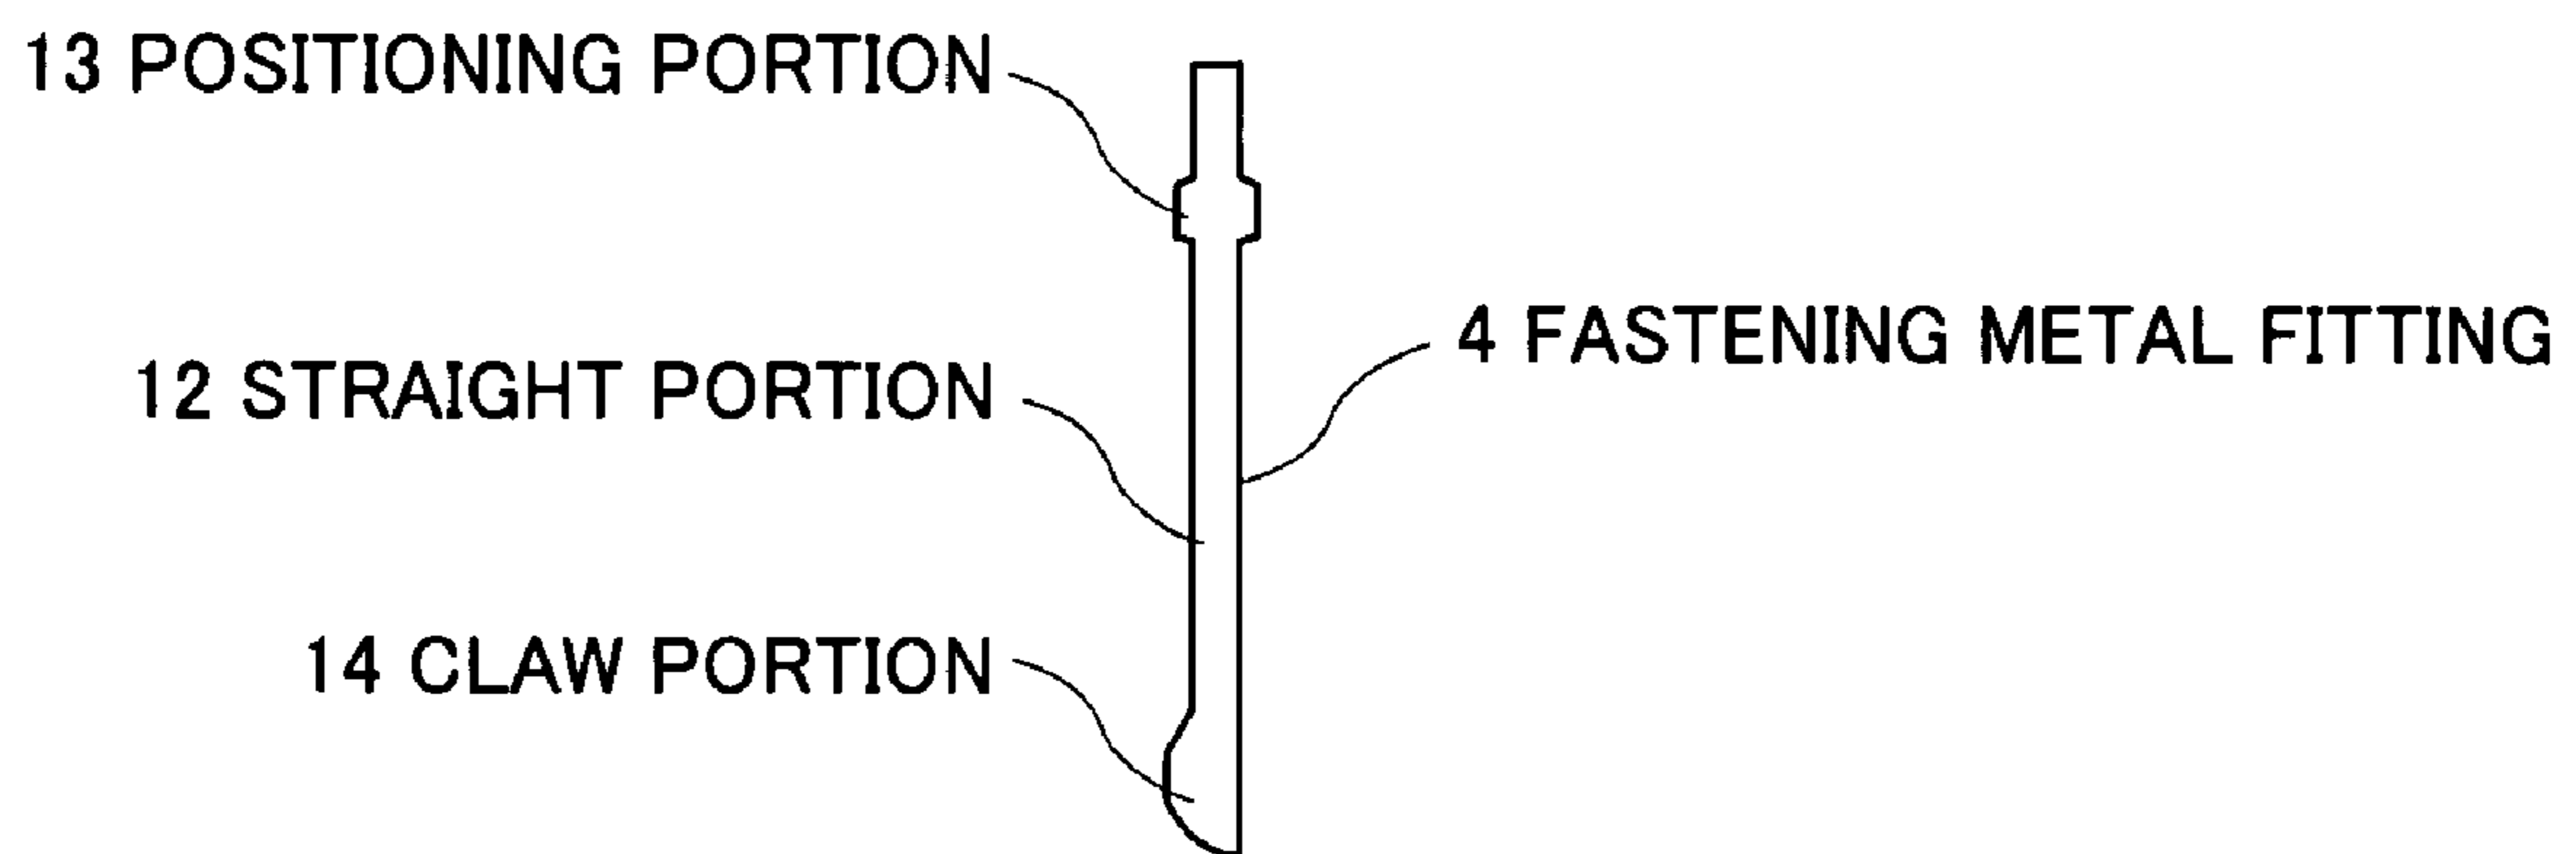 13 POSITIONING PORTION
4 FASTENING METAL FITTING
12 STRAIGHT PORTION
14 CLAW PORTION